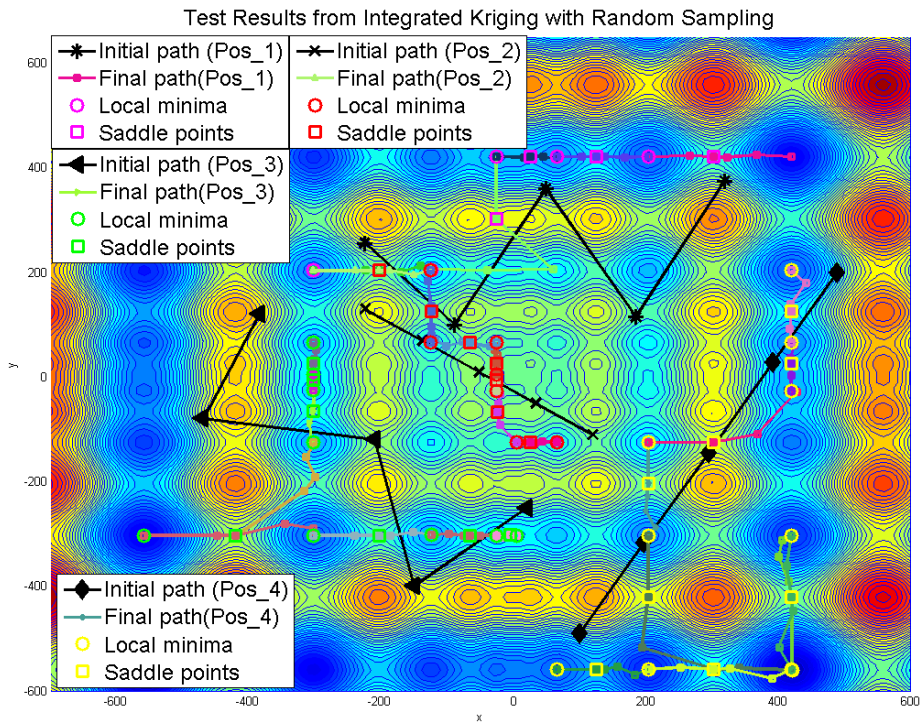 Test Results from Integrated Kriging with Random Sampling
Initial path (Pos_1)
Final path(Pos_1)
Local minima
Saddle points
Initial path (Pos_2)
Final path(Pos_2)
Local minima
Saddle points
Initial path (Pos_3)
Final path(Pos_3)
Local minima
Saddle points
Initial path (Pos_4)
Final path(Pos_4)
Local minima
Saddle points
600
400
200
0
-200
-400
-600
y
-600
-400
-200
0
200
400
600
x